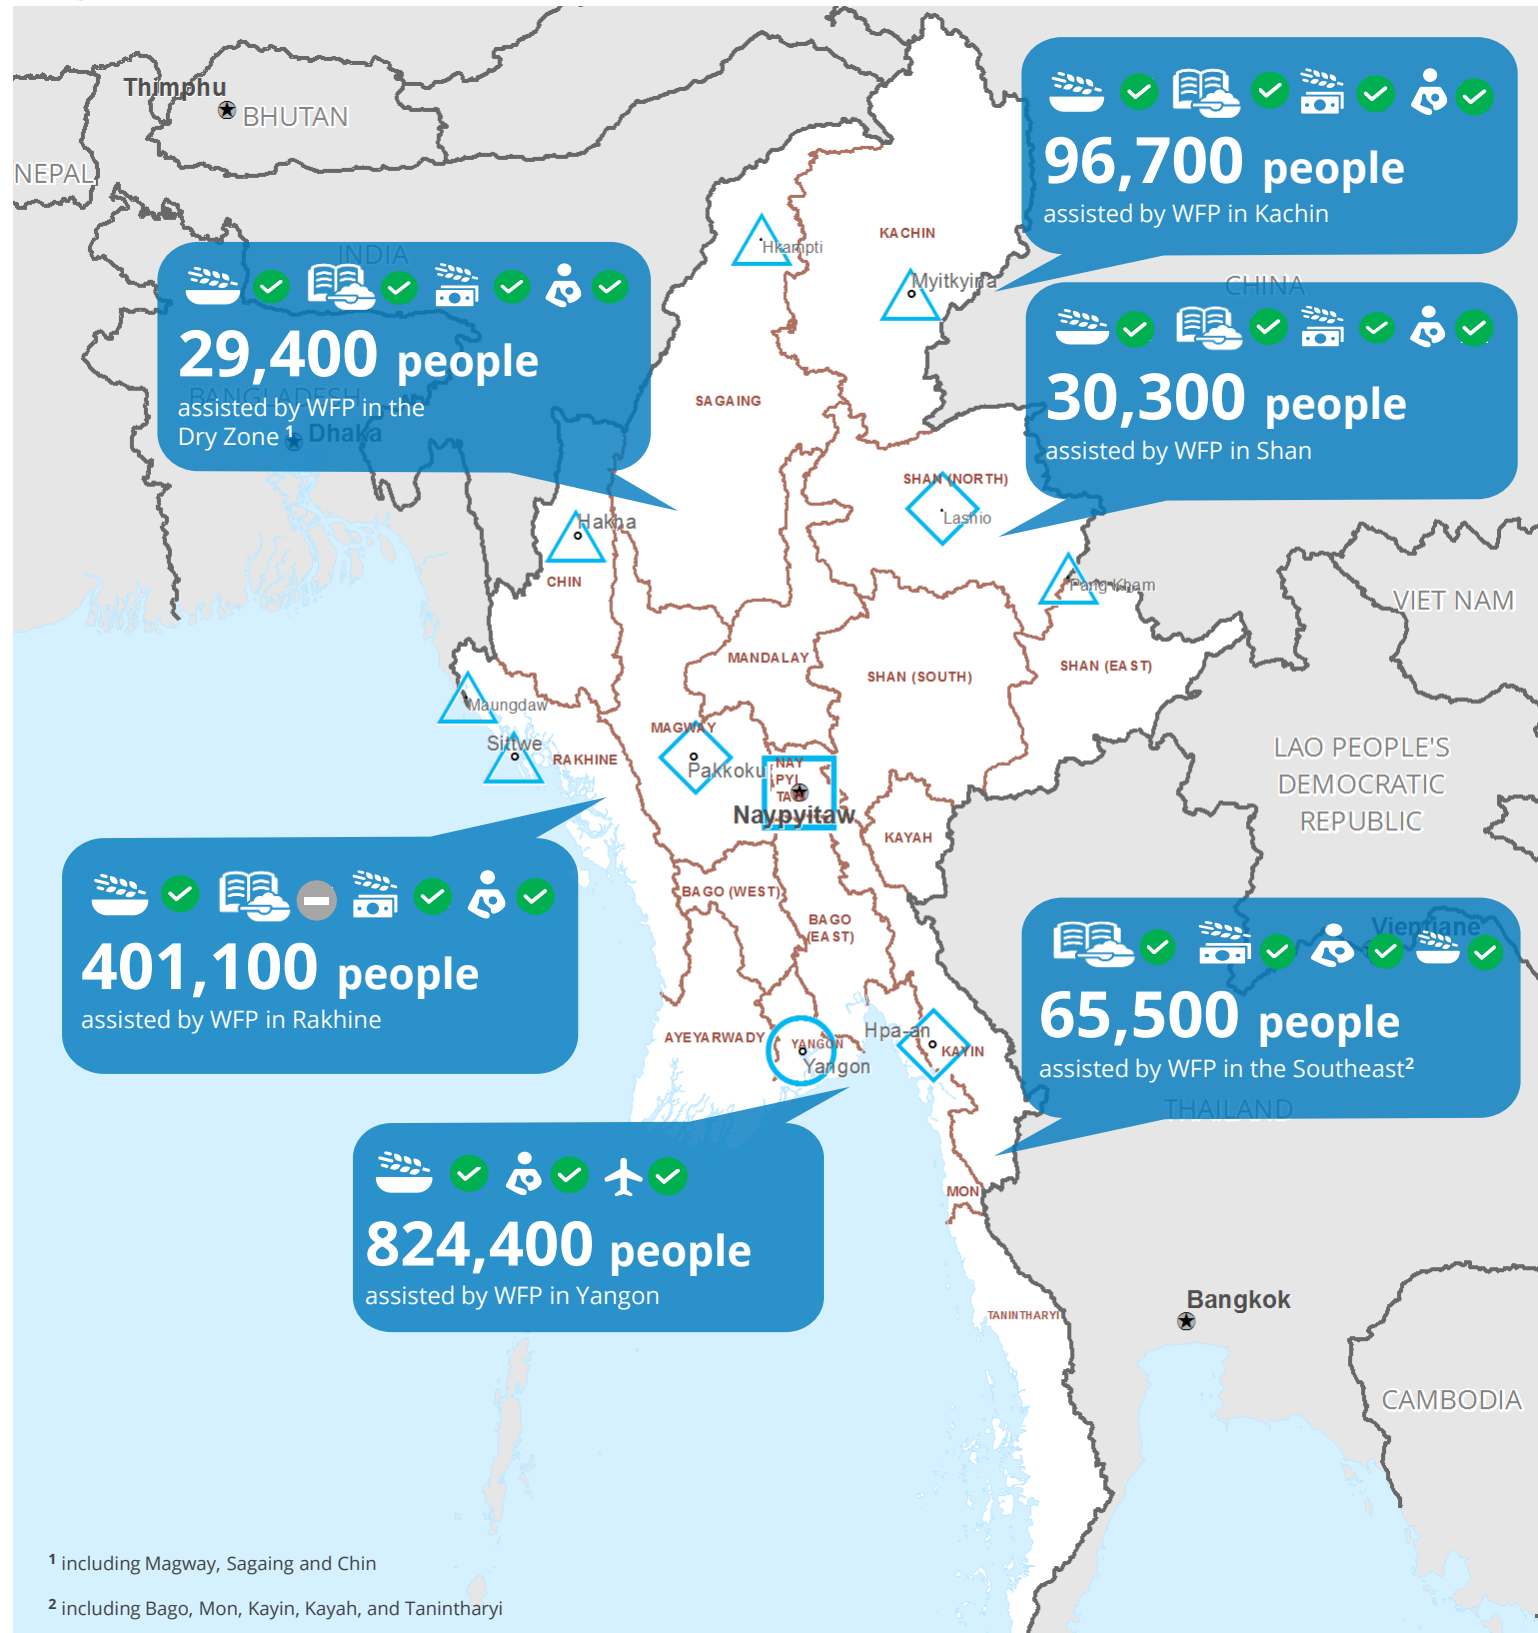 Thimphu
BHUTAN
NEPAL
INDIA
BANGLADESH
Dhaka
CHINA
96,700 people
assisted by WFP in Kachin
29,400 people
assisted by WFP in the
Dry Zone 1
30,300 people
assisted by WFP in Shan
Hkampti
KACHIN
Myitkyina
SAGAING
SHAN (NORTH)
Lashio
Hakha
CHIN
Pang Kham
VIET NAM
MANDALAY
SHAN (SOUTH)
SHAN (EAST)
Maungdaw
MAGWAY
Sittwe
RAKHINE
Pakkoku
NAY
PYI
TAW
Naypyitaw
LAO PEOPLE'S
DEMOCRATIC
REPUBLIC
KAYAH
BAGO (WEST)
BAGO
(EAST)
Vientiane
401,100 people
assisted by WFP in Rakhine
65,500 people
assisted by WFP in the Southeast2
AYEYARWADY
YANGON
Yangon
Hpa-an
KAYIN
THAILAND
824,400 people
assisted by WFP in Yangon
MON
TANINTHARYI
Bangkok
CAMBODIA
1 including Magway, Sagaing and Chin
2 including Bago, Mon, Kayin, Kayah, and Tanintharyi